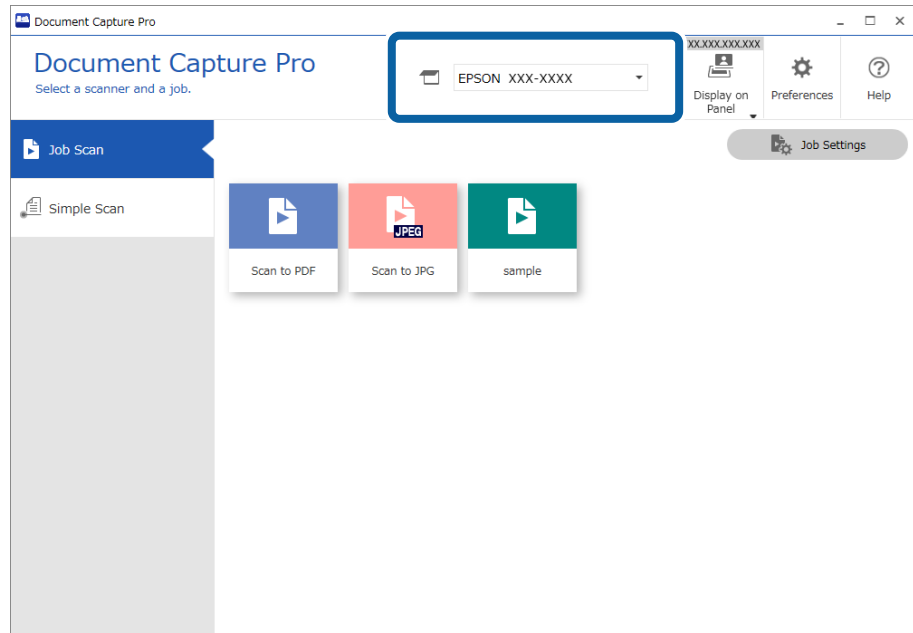 Document Capture Pro
Document Capture Pro
Select a scanner and a job.
EPSON XXX-XXXX
XX.XXX.XXX.XXX
Display on
Panel
Preferences
Help
Job Scan
Job Settings
Simple Scan
JPEG
Scan to PDF
Scan to JPG
sample